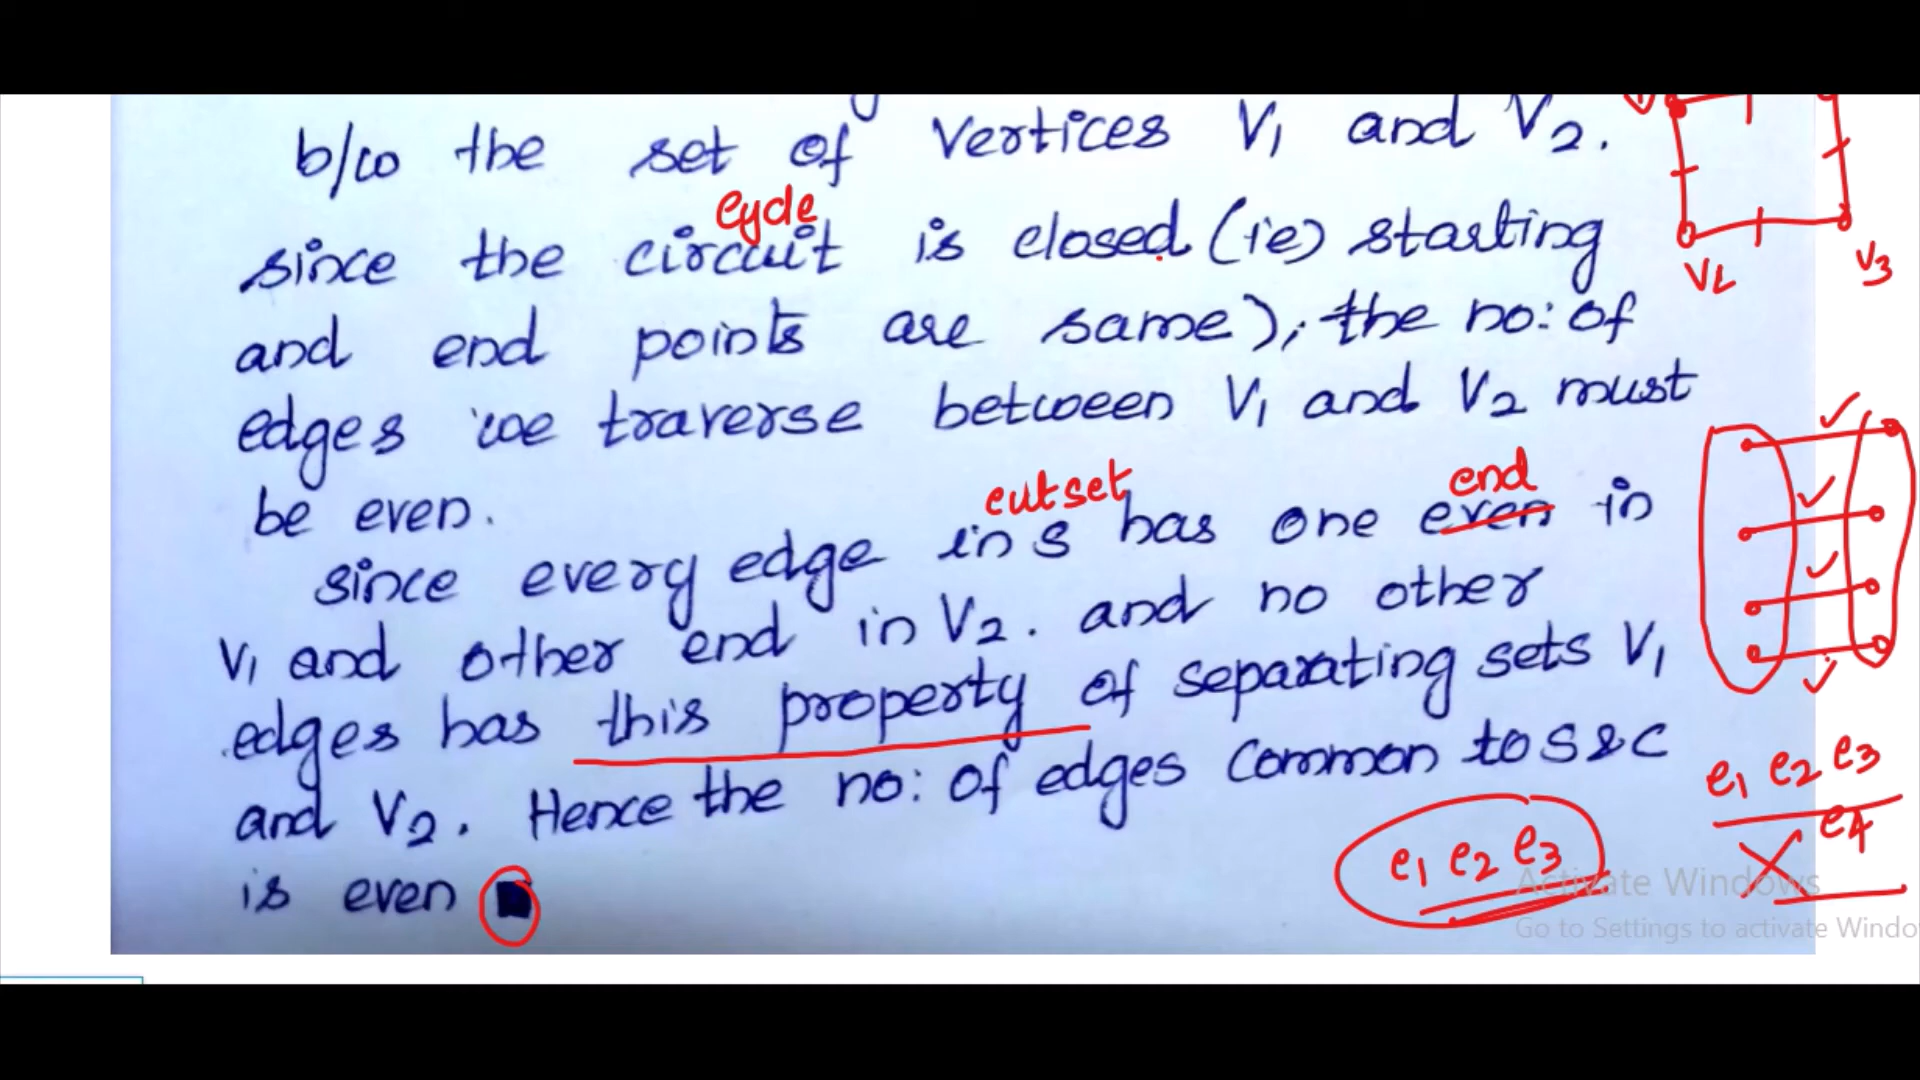 b/w the set of Vertices V1 and V2.
cycle
since the circuit is closed (ie) starting
V2
V3
and end points are same), the no: of
edges we traverse between V1 and V2 must
be even.
cutset
end
since every edge in S has one even in
V1 and other end in V2. and no other
edges has this property of separating sets V1
and V2. Hence the no: of edges common to S & C
is even
e1 e2 e3
e4
e1 e2 e3
Activate Windows
Go to Settings to activate Windo